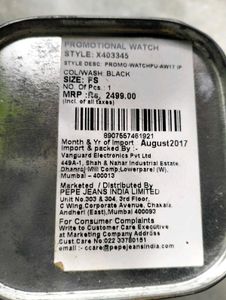 PROMOTIONAL WATCH
STYLE: X403345
STYLE DESC: PROMO-WATCHPU-AW17 IP
COL/WASH: BLACK
SIZE: FS
NO. Of Pcs : 1
MRP : Rs. 2499.00
(Incl. of all taxes)
8907557461921
Month & Yr of Import : August2017
Import & packed By :-
Vanguard Electronics Pvt Ltd
449A-1, Shah & Nahar Industrial Estate,
Dhanraj Mill Comp,Lowerparel (W),
Mumbai - 400013
Marketed / Distributed By
PEPE JEANS INDIA LIMITED
Unit No.303 & 304, 3rd Floor,
C Wing,Corporate Avenue, Chakala
Andheri (East),Mumbai 400093
For Consumer Complaints
Write to Customer Care Executive
at Marketing Company Address
Cust.Care No:022 33780161
email : - ccare@pepejeansindia.com